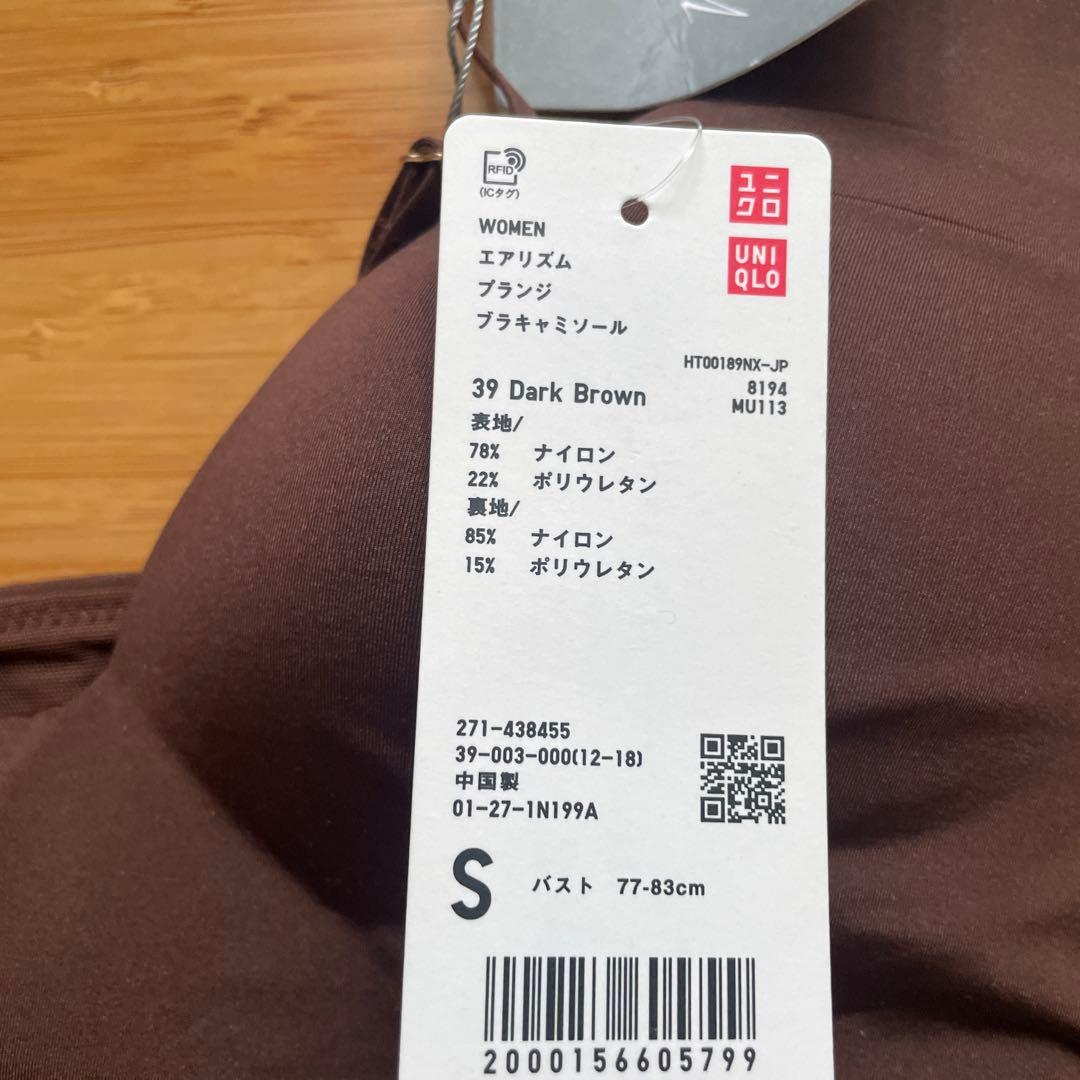 RFID
(ICタグ)
ユニ
クロ
UNI
QLO
WOMEN
エアリズム
プランジ
ブラキャミソール
HT00189NX-JP
8194
MU113
39 Dark Brown
表地/
78% ナイロン
22% ポリウレタン
裏地/
85% ナイロン
15% ポリウレタン
271-438455
39-003-000(12-18)
中国製
01-27-1N199A
S バスト 77-83cm
2000156605799